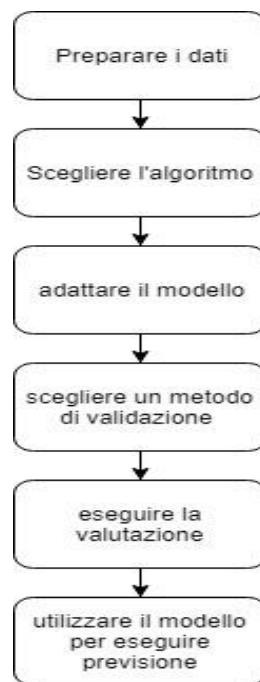 Preparare i dati
Scegliere l'algoritmo
adattare il modello
scegliere un metodo
di validazione
eseguire la
valutazione
utilizzare il modello
per eseguire
previsione